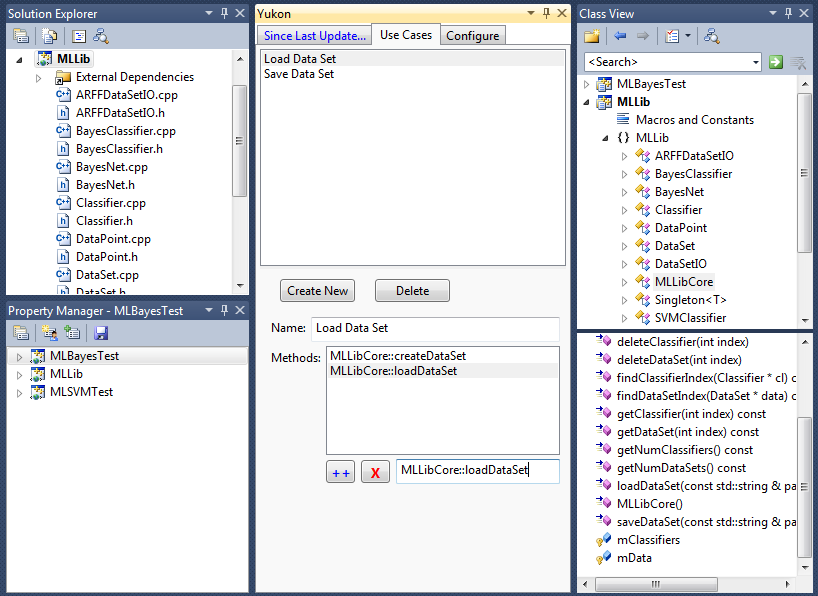 Solution Explorer
MLLib
External Dependencies
ARFFDataSetIO.cpp
ARFFDataSetIO.h
BayesClassifier.cpp
BayesClassifier.h
BayesNet.cpp
BayesNet.h
Classifier.cpp
Classifier.h
DataPoint.cpp
DataPoint.h
DataSet.cpp
DataSet.h
Property Manager - MLBayesTest
MLBayesTest
MLLib
MLSVMTest
Yukon
Since Last Update... Use Cases Configure
Load Data Set
Save Data Set
Create New Delete
Name: Load Data Set
Methods: MLLibCore::createDataSet
MLLibCore::loadDataSet
++ X MLLibCore::loadDataSet
Class View
<Search>
MLBayesTest
MLLib
Macros and Constants
{} MLLib
ARFFDataSetIO
BayesClassifier
BayesNet
Classifier
DataPoint
DataSet
DataSetIO
MLLibCore
Singleton<T>
SVMClassifier
deleteClassifier(int index)
deleteDataSet(int index)
findClassifierIndex(Classifier * cl) c
findDataSetIndex(DataSet * data) c
getClassifier(int index) const
getDataSet(int index) const
getNumClassifiers() const
getNumDataSets() const
loadDataSet(const std::string & pa
MLLibCore()
saveDataSet(const std::string & pa
mClassifiers
mData